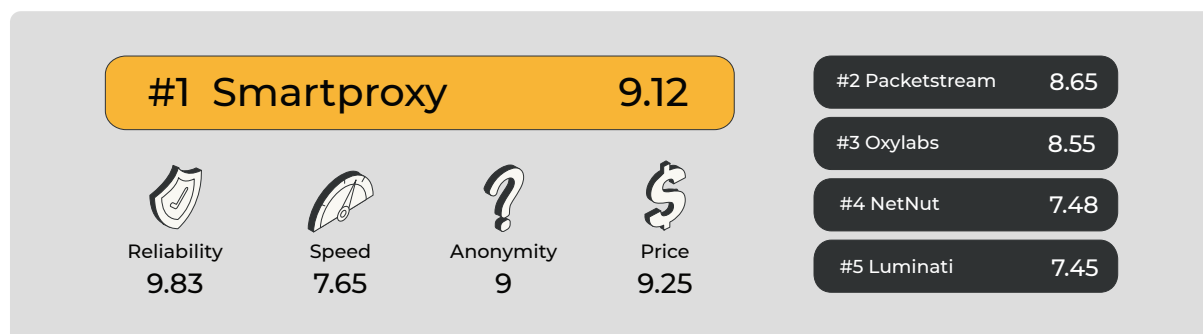 #1 Smartproxy 9.12
Reliability
9.83
Speed
7.65
Anonymity
9
Price
9.25
#2 Packetstream 8.65
#3 Oxylabs 8.55
#4 NetNut 7.48
#5 Luminati 7.45